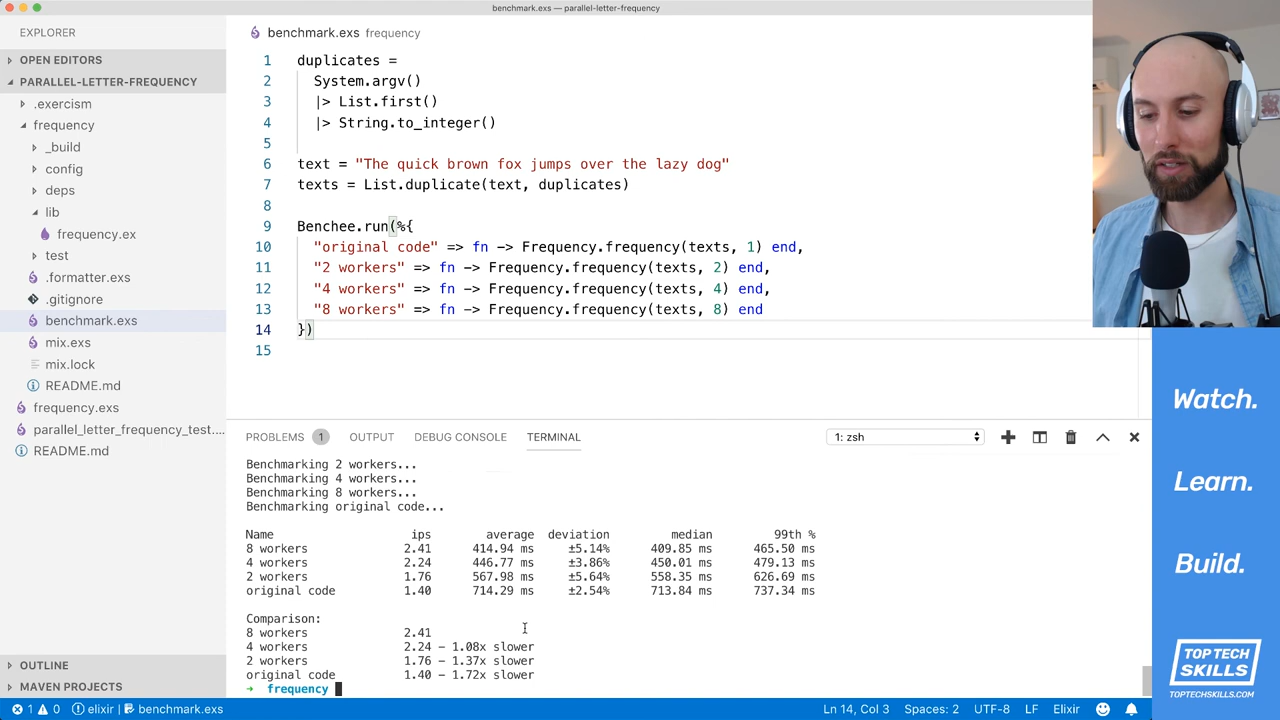 benchmark.exs — parallel-letter-frequency
EXPLORER
OPEN EDITORS
PARALLEL-LETTER-FREQUENCY
.exercism
frequency
_build
config
deps
lib
frequency.ex
test
.formatter.exs
.gitignore
benchmark.exs
mix.exs
mix.lock
README.md
frequency.exs
parallel_letter_frequency_test....
README.md
OUTLINE
MAVEN PROJECTS
benchmark.exs frequency
1 duplicates =
2 System.argv()
3 |> List.first()
4 |> String.to_integer()
5
6 text = "The quick brown fox jumps over the lazy dog"
7 texts = List.duplicate(text, duplicates)
8
9 Benchee.run(%{
10 "original code" => fn -> Frequency.frequency(texts, 1) end,
11 "2 workers" => fn -> Frequency.frequency(texts, 2) end,
12 "4 workers" => fn -> Frequency.frequency(texts, 4) end,
13 "8 workers" => fn -> Frequency.frequency(texts, 8) end
14 })
15
PROBLEMS 1 OUTPUT DEBUG CONSOLE TERMINAL 1: zsh
Benchmarking 2 workers...
Benchmarking 4 workers...
Benchmarking 8 workers...
Benchmarking original code...
Name ips average deviation median 99th %
8 workers 2.41 414.94 ms ±5.14% 409.85 ms 465.50 ms
4 workers 2.24 446.77 ms ±3.86% 450.01 ms 479.13 ms
2 workers 1.76 567.98 ms ±5.64% 558.35 ms 626.69 ms
original code 1.40 714.29 ms ±2.54% 713.84 ms 737.34 ms
Comparison:
8 workers 2.41
4 workers 2.24 - 1.08x slower
2 workers 1.76 - 1.37x slower
original code 1.40 - 1.72x slower
→ frequency
1 0 elixir benchmark.exs Ln 14, Col 3 Spaces: 2 UTF-8 LF Elixir
Watch.
Learn.
Build.
TOP TECH
SKILLS
TOPTECHSKILLS.COM